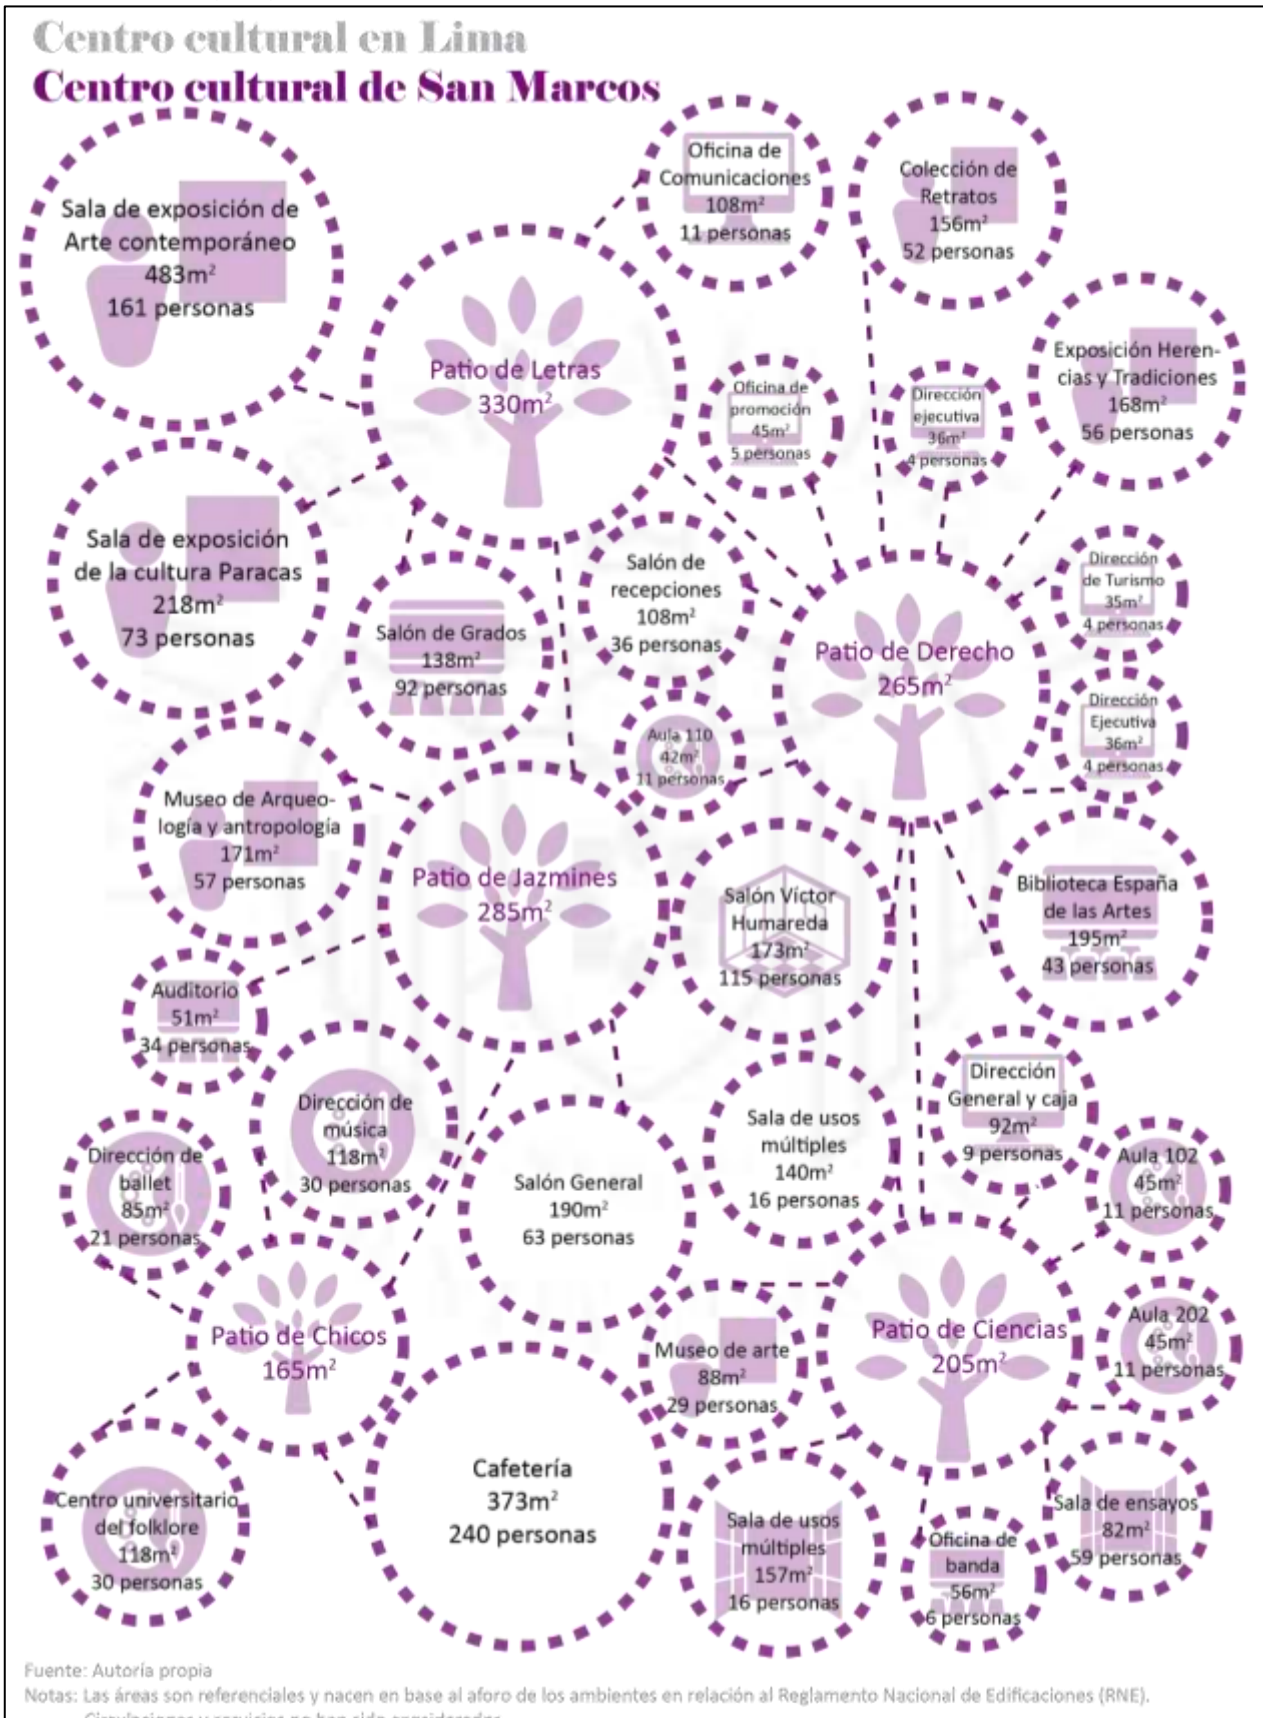 Centro cultural en Lima
Centro cultural de San Marcos
Sala de exposición de
Arte contemporáneo
483m²
161 personas
Oficina de
Comunicaciones
108m²
11 personas
Colección de
Retratos
156m²
52 personas
Patio de Letras
330m²
Oficina de
promoción
45m²
5 personas
Dirección
ejecutiva
36m²
4 personas
Exposición Heren-
cias y Tradiciones
168m²
56 personas
Sala de exposición
de la cultura Paracas
218m²
73 personas
Salón de Grados
138m²
92 personas
Salón de
recepciones
108m²
36 personas
Patio de Derecho
265m²
Dirección
de Turismo
35m²
4 personas
Aula 110
42m²
11 personas
Dirección
Ejecutiva
36m²
4 personas
Museo de Arqueo-
logía y antropología
171m²
57 personas
Patio de Jazmines
285m²
Salón Víctor
Humareda
173m²
115 personas
Biblioteca España
de las Artes
195m²
43 personas
Auditorio
51m²
34 personas
Dirección de
música
118m²
30 personas
Dirección de
ballet
85m²
21 personas
Salón General
190m²
63 personas
Sala de usos
múltiples
140m²
16 personas
Dirección
General y caja
92m²
9 personas
Aula 102
45m²
11 personas
Patio de Chicos
165m²
Museo de arte
88m²
29 personas
Patio de Ciencias
205m²
Aula 202
45m²
11 personas
Centro universitario
del folklore
118m²
30 personas
Cafetería
373m²
240 personas
Sala de usos
múltiples
157m²
16 personas
Oficina de
banda
56m²
6 personas
Sala de ensayos
82m²
59 personas
Fuente: Autoría propia
Notas: Las áreas son referenciales y nacen en base al aforo de los ambientes en relación al Reglamento Nacional de Edificaciones (RNE).